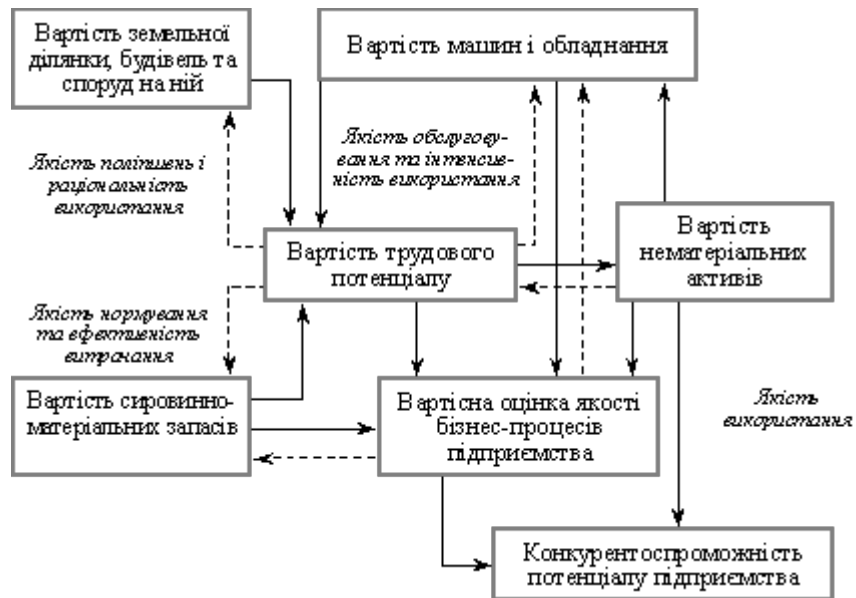 Вартість земельної
ділянки, будівель та
споруд на ній
Вартість машин і обладнання
Якість поліпшень і
раціональність
використання
Якість обслугову-
вання та інтенсив-
ність використання
Вартість трудового
потенціалу
Вартість
нематеріальних
активів
Якість нормування
та ефективність
витрачання
Вартість сировинно-
матеріальних запасів
Вартісна оцінка якості
бізнес-процесів
підприємства
Якість
використання
Конкурентоспроможність
потенціалу підприємства